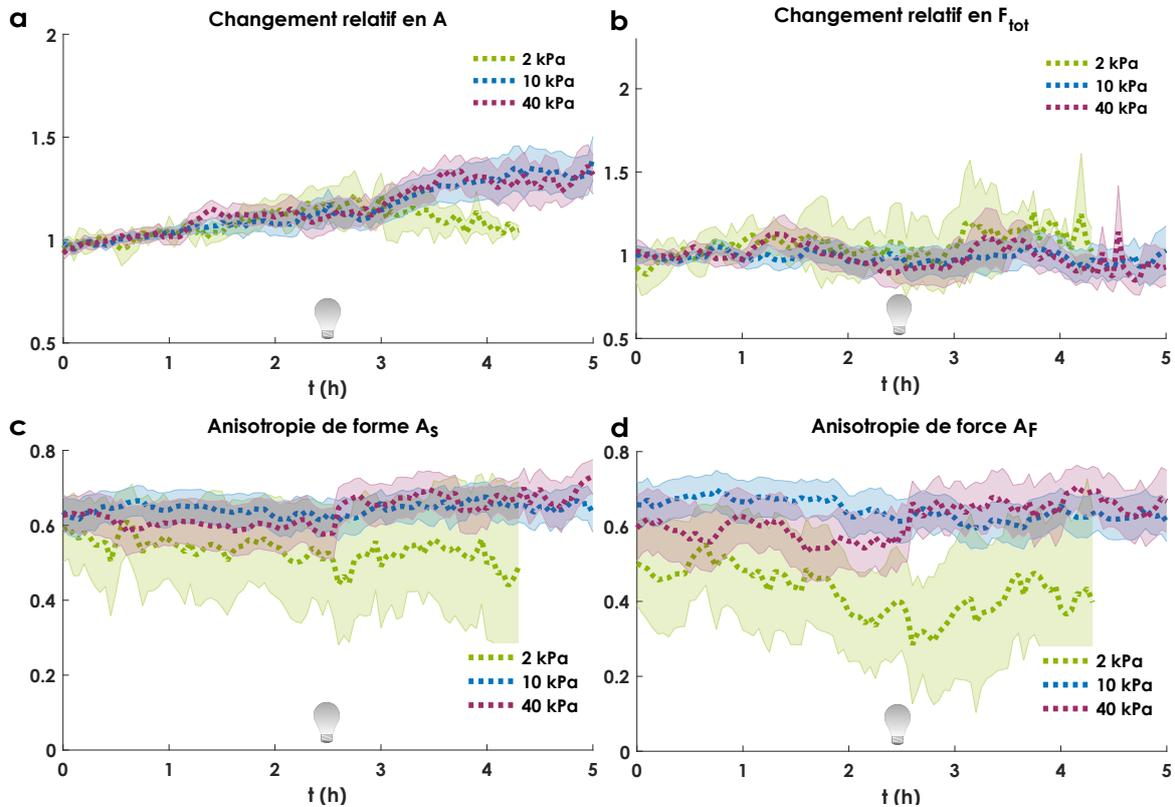 a
Changement relatif en A
2
1.5
1
0.5
0 1 2 3 4 5
t (h)
2 kPa
10 kPa
40 kPa
b
Changement relatif en F_tot
2
1.5
1
0.5
0 1 2 3 4 5
t (h)
2 kPa
10 kPa
40 kPa
c
Anisotropie de forme A_S
0.8
0.6
0.4
0.2
0
0 1 2 3 4 5
t (h)
2 kPa
10 kPa
40 kPa
d
Anisotropie de force A_F
0.8
0.6
0.4
0.2
0
0 1 2 3 4 5
t (h)
2 kPa
10 kPa
40 kPa